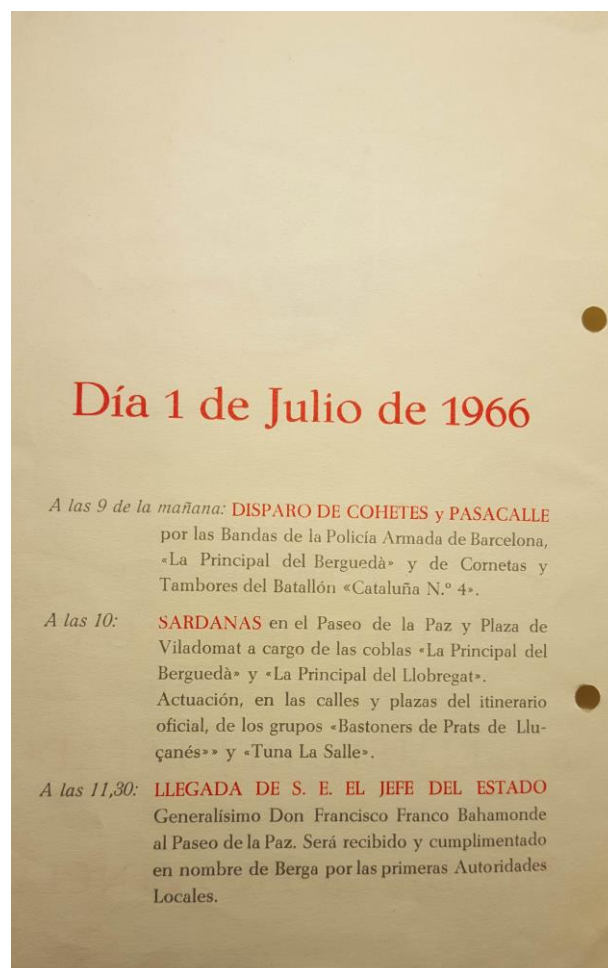 Día 1 de Julio de 1966
A las 9 de la mañana: DISPARO DE COHETES y PASACALLE
por las Bandas de la Policía Armada de Barcelona,
«La Principal del Berguedà» y de Cornetas y
Tambores del Batallón «Cataluña N.º 4».
A las 10: SARDANAS en el Paseo de la Paz y Plaza de
Viladomat a cargo de las coblas «La Principal del
Berguedà» y «La Principal del Llobregat».
Actuación, en las calles y plazas del itinerario
oficial, de los grupos «Bastoners de Prats de Llu-
çanés»» y «Tuna La Salle».
A las 11,30: LLEGADA DE S. E. EL JEFE DEL ESTADO
Generalísimo Don Francisco Franco Bahamonde
al Paseo de la Paz. Será recibido y cumplimentado
en nombre de Berga por las primeras Autoridades
Locales.